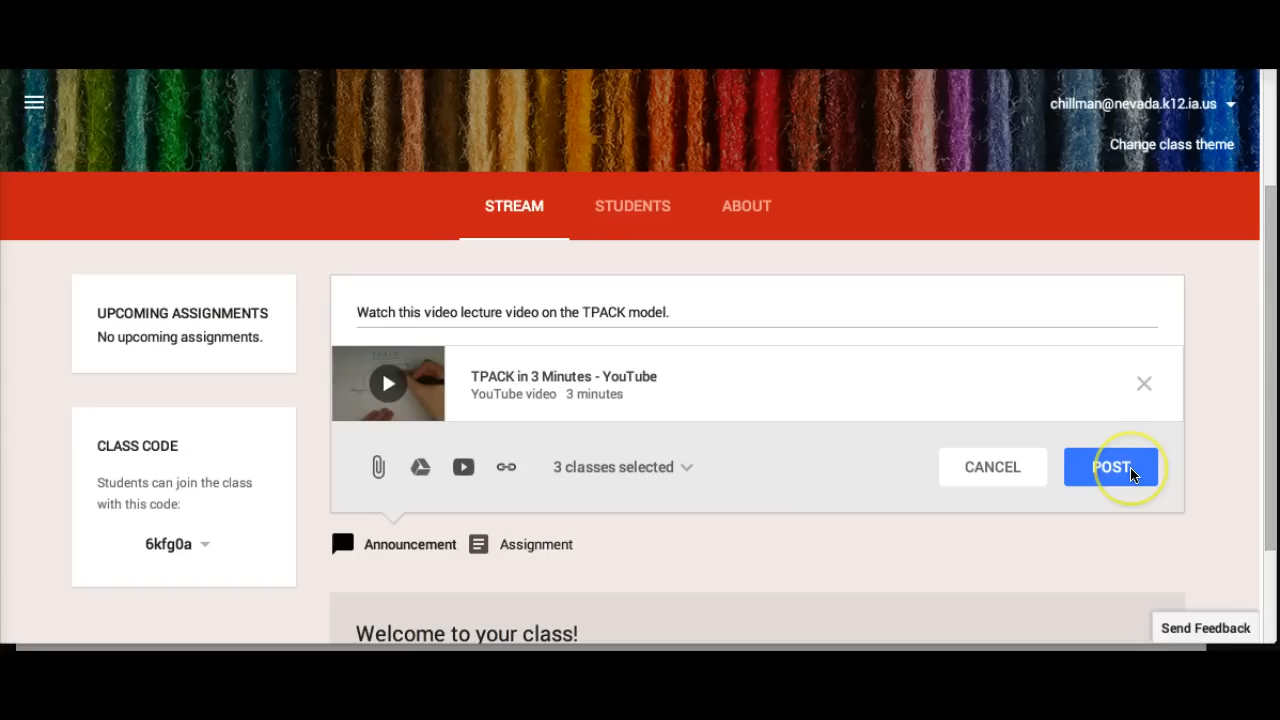 chillman@nevada.k12.ia.us
Change class theme
STREAM
STUDENTS
ABOUT
UPCOMING ASSIGNMENTS
No upcoming assignments.
CLASS CODE
Students can join the class
with this code:
6kfg0a
Watch this video lecture video on the TPACK model.
TPACK
TPACK in 3 Minutes - YouTube
YouTube video 3 minutes
3 classes selected
CANCEL
POST
Announcement
Assignment
Welcome to your class!
Send Feedback